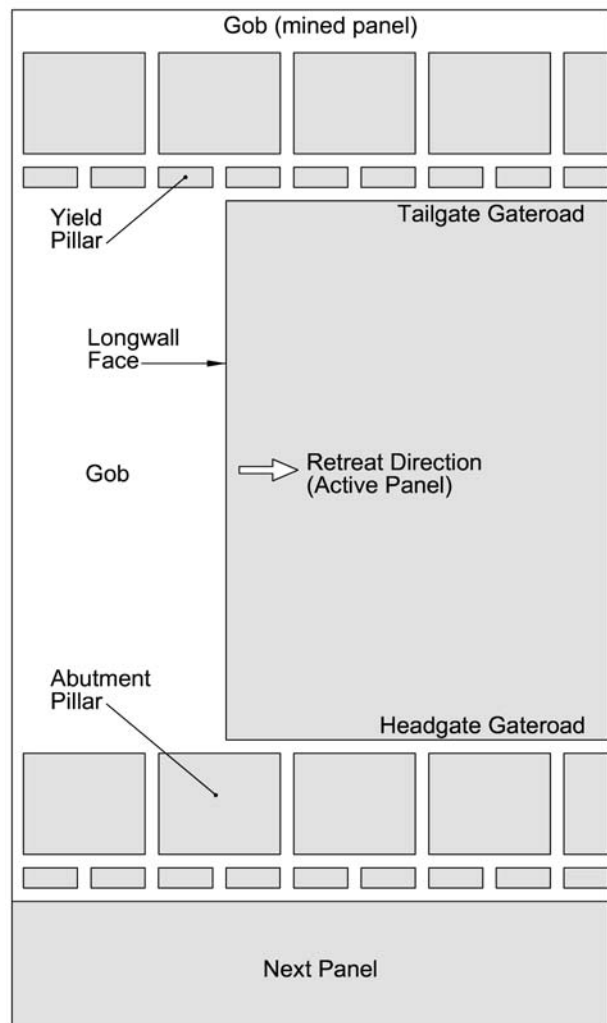 Gob (mined panel)
Yield
Pillar
Tailgate Gateroad
Longwall
Face
Gob
Retreat Direction
(Active Panel)
Abutment
Pillar
Headgate Gateroad
Next Panel